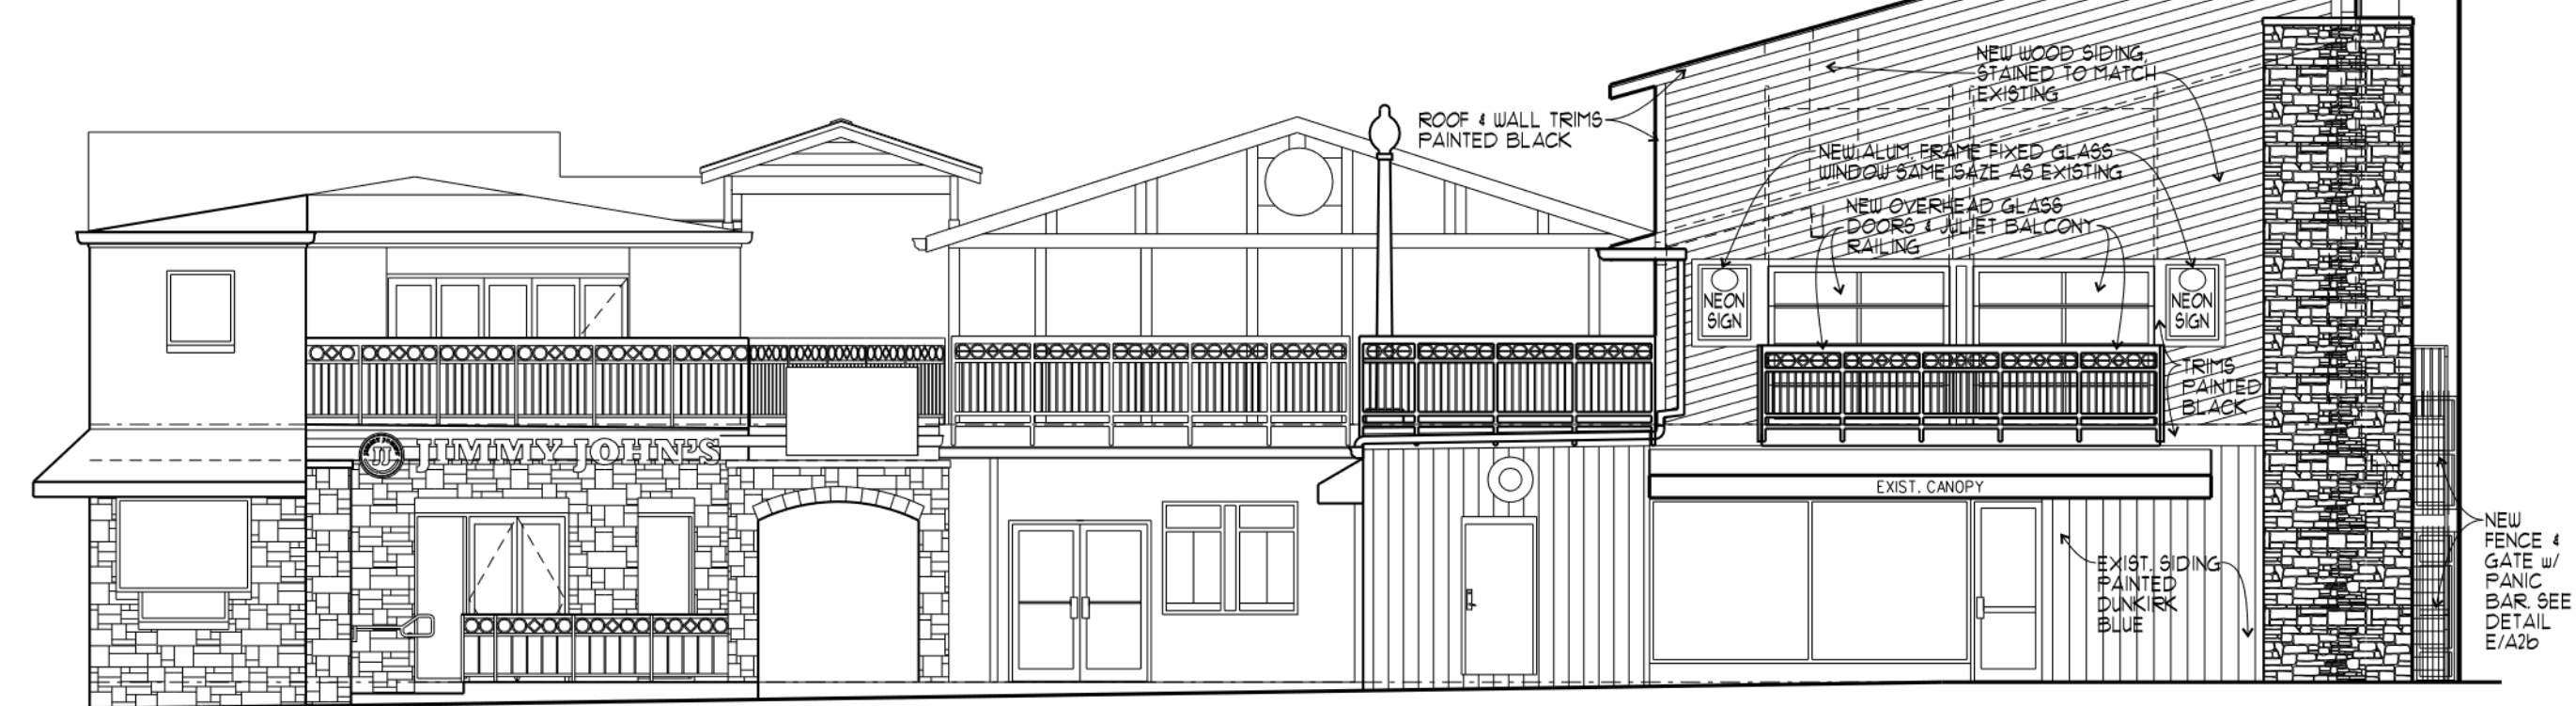 NEW WOOD SIDING,
STAINED TO MATCH
EXISTING
ROOF & WALL TRIMS
PAINTED BLACK
NEW ALUM. FRAME FIXED GLASS
WINDOW SAME SAZE AS EXISTING
NEW OVERHEAD GLASS
DOORS & JULIET BALCONY
RAILING
NEON
SIGN
NEON
SIGN
TRIMS
PAINTED
BLACK
JJ JIMMY JOHN'S
EXIST. CANOPY
EXIST. SIDING
PAINTED
DUNKIRK
BLUE
NEW
FENCE &
GATE w/
PANIC
BAR. SEE
DETAIL
E/A2b